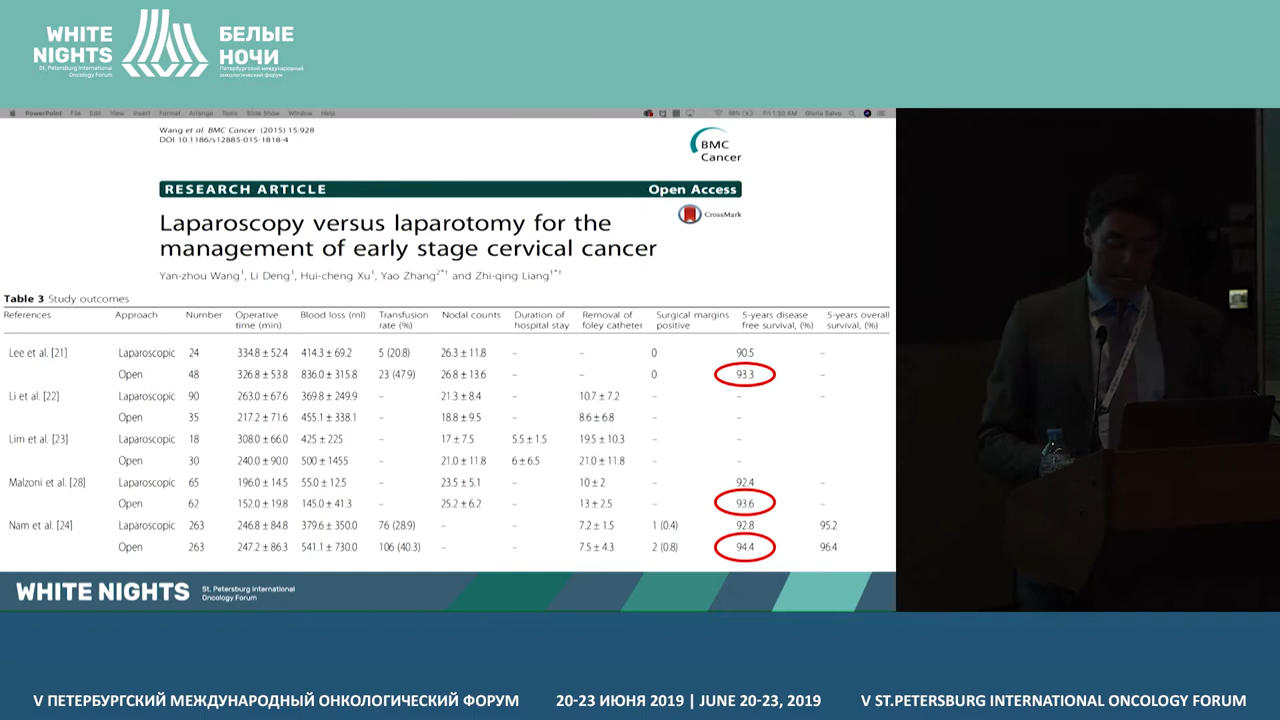 WHITE
NIGHTS
St. Petersburg International
Oncology Forum
БЕЛЫЕ
НОЧИ
Петербургский международный
онкологический форум
PowerPoint File Edit View Insert Format Arrange Tools Slide Show Window Help
98% Fri 1:30 AM Gloria Salvo
Wang et al. BMC Cancer (2015) 15:928
DOI 10.1186/s12885-015-1818-4
BMC
Cancer
RESEARCH ARTICLE Open Access
CrossMark
Laparoscopy versus laparotomy for the
management of early stage cervical cancer
Yan-zhou Wang1, Li Deng1, Hui-cheng Xu1, Yao Zhang2*† and Zhi-qing Liang1*†
Table 3 Study outcomes
References Approach Number Operative time (min) Blood loss (ml) Transfusion rate (%) Nodal counts Duration of hospital stay Removal of foley catheter Surgical margins positive 5-years disease free survival, (%) 5-years overall survival, (%)
Lee et al. [21] Laparoscopic 24 334.8 ± 52.4 414.3 ± 69.2 5 (20.8) 26.3 ± 11.8 – – 0 90.5 –
Open 48 326.8 ± 53.8 836.0 ± 315.8 23 (47.9) 26.8 ± 13.6 – – 0 93.3 –
Li et al. [22] Laparoscopic 90 263.0 ± 67.6 369.8 ± 249.9 – 21.3 ± 8.4 – 10.7 ± 7.2 – – –
Open 35 217.2 ± 71.6 455.1 ± 338.1 – 18.8 ± 9.5 – 8.6 ± 6.8 – –
Lim et al. [23] Laparoscopic 18 308.0 ± 66.0 425 ± 225 – 17 ± 7.5 5.5 ± 1.5 19.5 ± 10.3 – –
Open 30 240.0 ± 90.0 500 ± 1455 – 21.0 ± 11.8 6 ± 6.5 21.0 ± 11.8 – –
Malzoni et al. [28] Laparoscopic 65 196.0 ± 14.5 55.0 ± 12.5 – 23.5 ± 5.1 – 10 ± 2 – 92.4
Open 62 152.0 ± 19.8 145.0 ± 41.3 – 25.2 ± 6.2 – 13 ± 2.5 – 93.6
Nam et al. [24] Laparoscopic 263 246.8 ± 84.8 379.6 ± 350.0 76 (28.9) – – 7.2 ± 1.5 1 (0.4) 92.8 95.2
Open 263 247.2 ± 86.3 541.1 ± 730.0 106 (40.3) – – 7.5 ± 4.3 2 (0.8) 94.4 96.4
WHITE NIGHTS St. Petersburg International
Oncology Forum
V ПЕТЕРБУРГСКИЙ МЕЖДУНАРОДНЫЙ ОНКОЛОГИЧЕСКИЙ ФОРУМ 20-23 ИЮНЯ 2019 | JUNE 20-23, 2019 V ST.PETERSBURG INTERNATIONAL ONCOLOGY FORUM